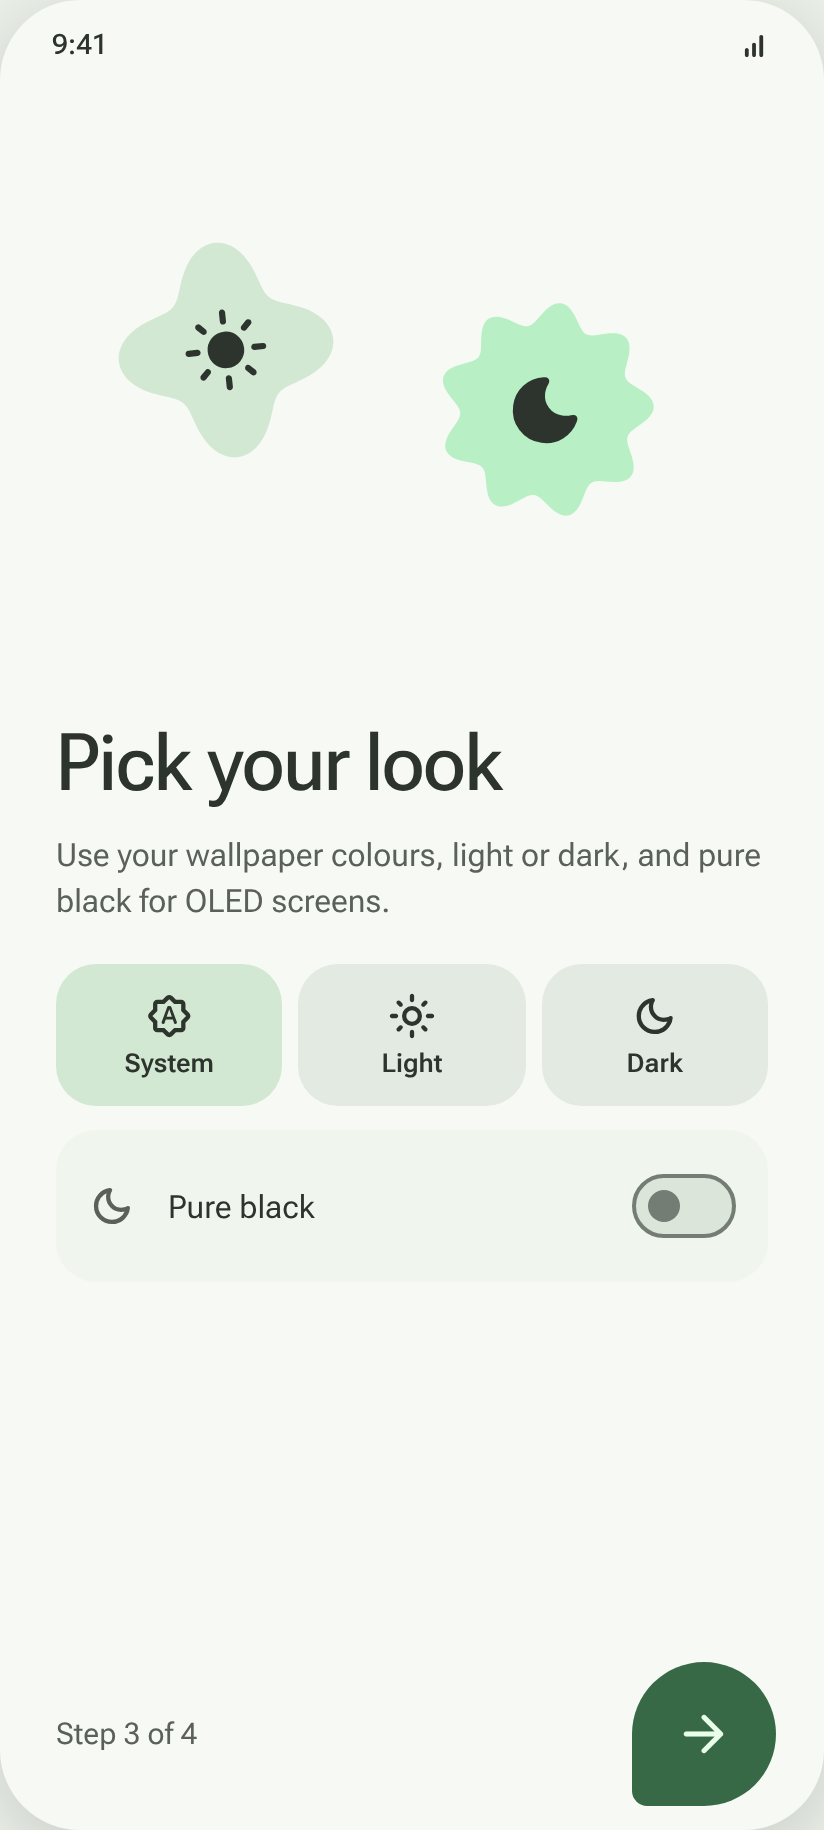 9:41
Pick your look
Use your wallpaper colours, light or dark, and pure
black for OLED screens.
A
System
Light
Dark
Pure black
Step 3 of 4